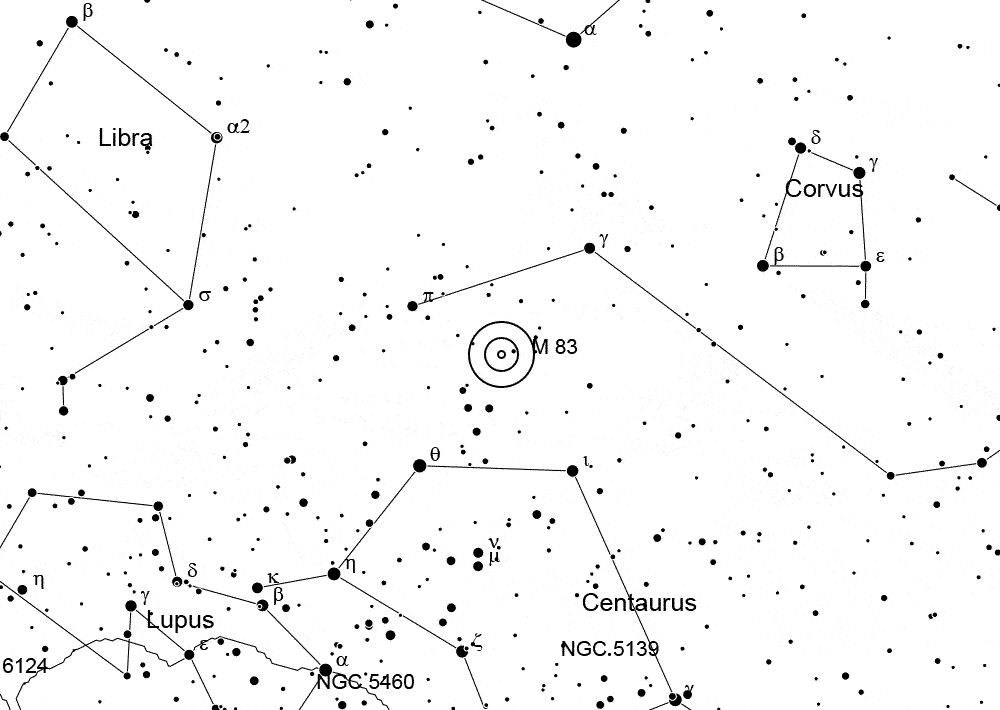 β
α
α2
Libra
δ
γ
Corvus
β
ε
γ
σ
π
M 83
θ
ι
ν
μ
η
κ
δ
β
η
γ
Lupus
Centaurus
ζ
ε
NGC 5139
α
6124
NGC 5460
γ